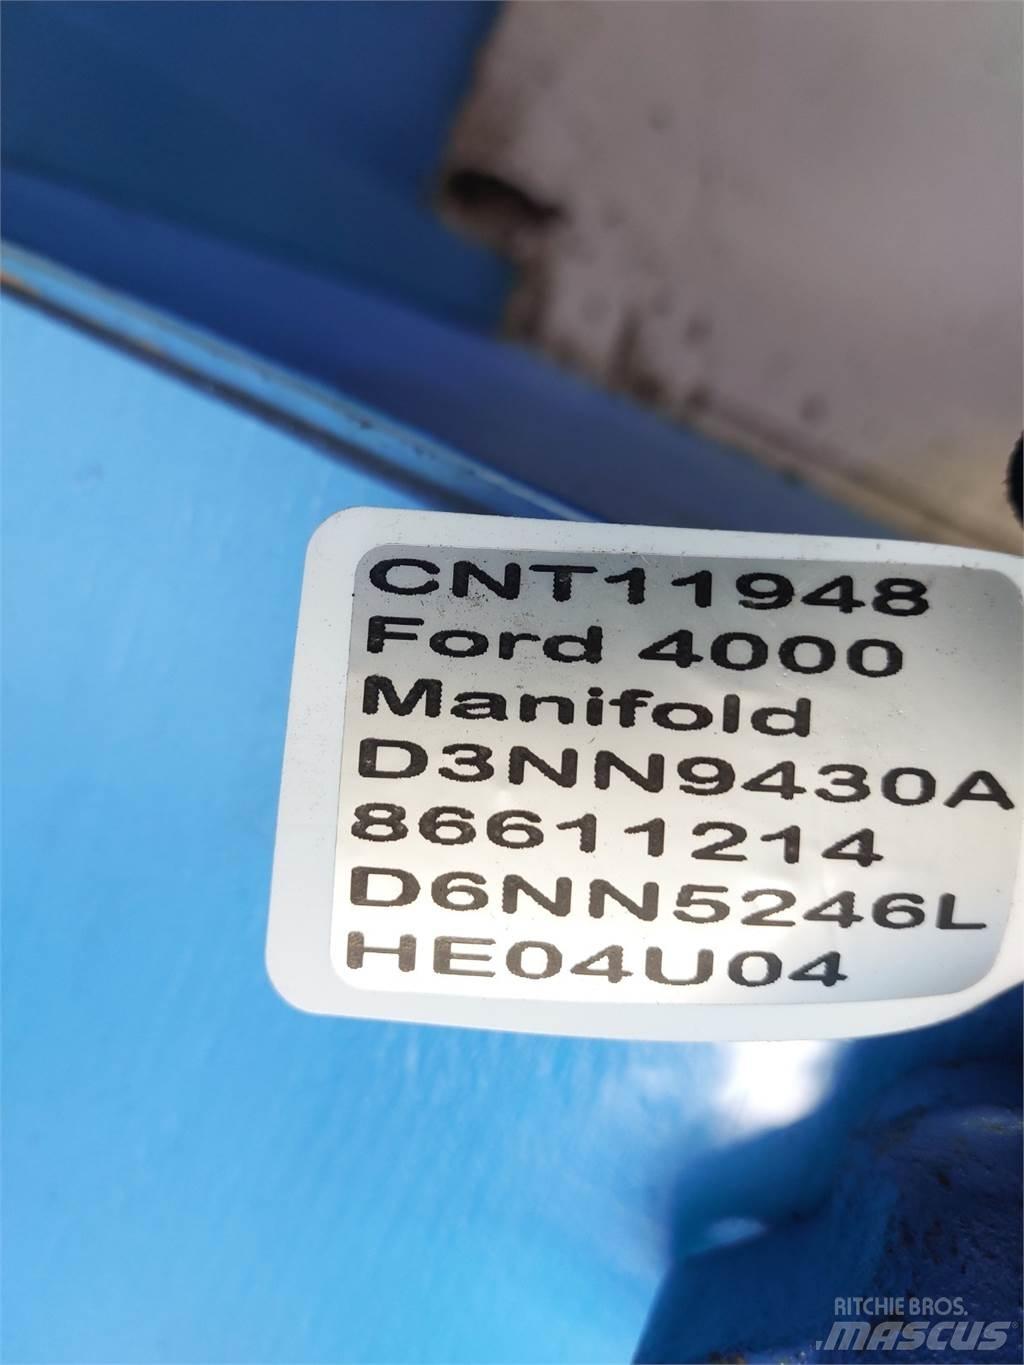 CNT11948
Ford 4000
Manifold
D3NN9430A
86611214
D6NN5246L
HE04U04
RITCHIE BROS.
MASCUS